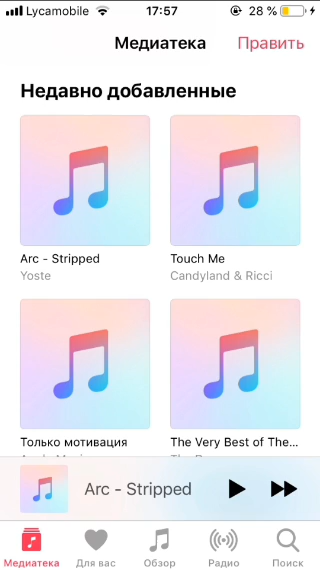 Lycamobile 17:57 28 %
Медиатека Править
Недавно добавленные
Arc - Stripped
Yoste
Touch Me
Candyland & Ricci
Только мотивация
The Very Best of The...
Arc - Stripped
Медиатека Для вас Обзор Радио Поиск